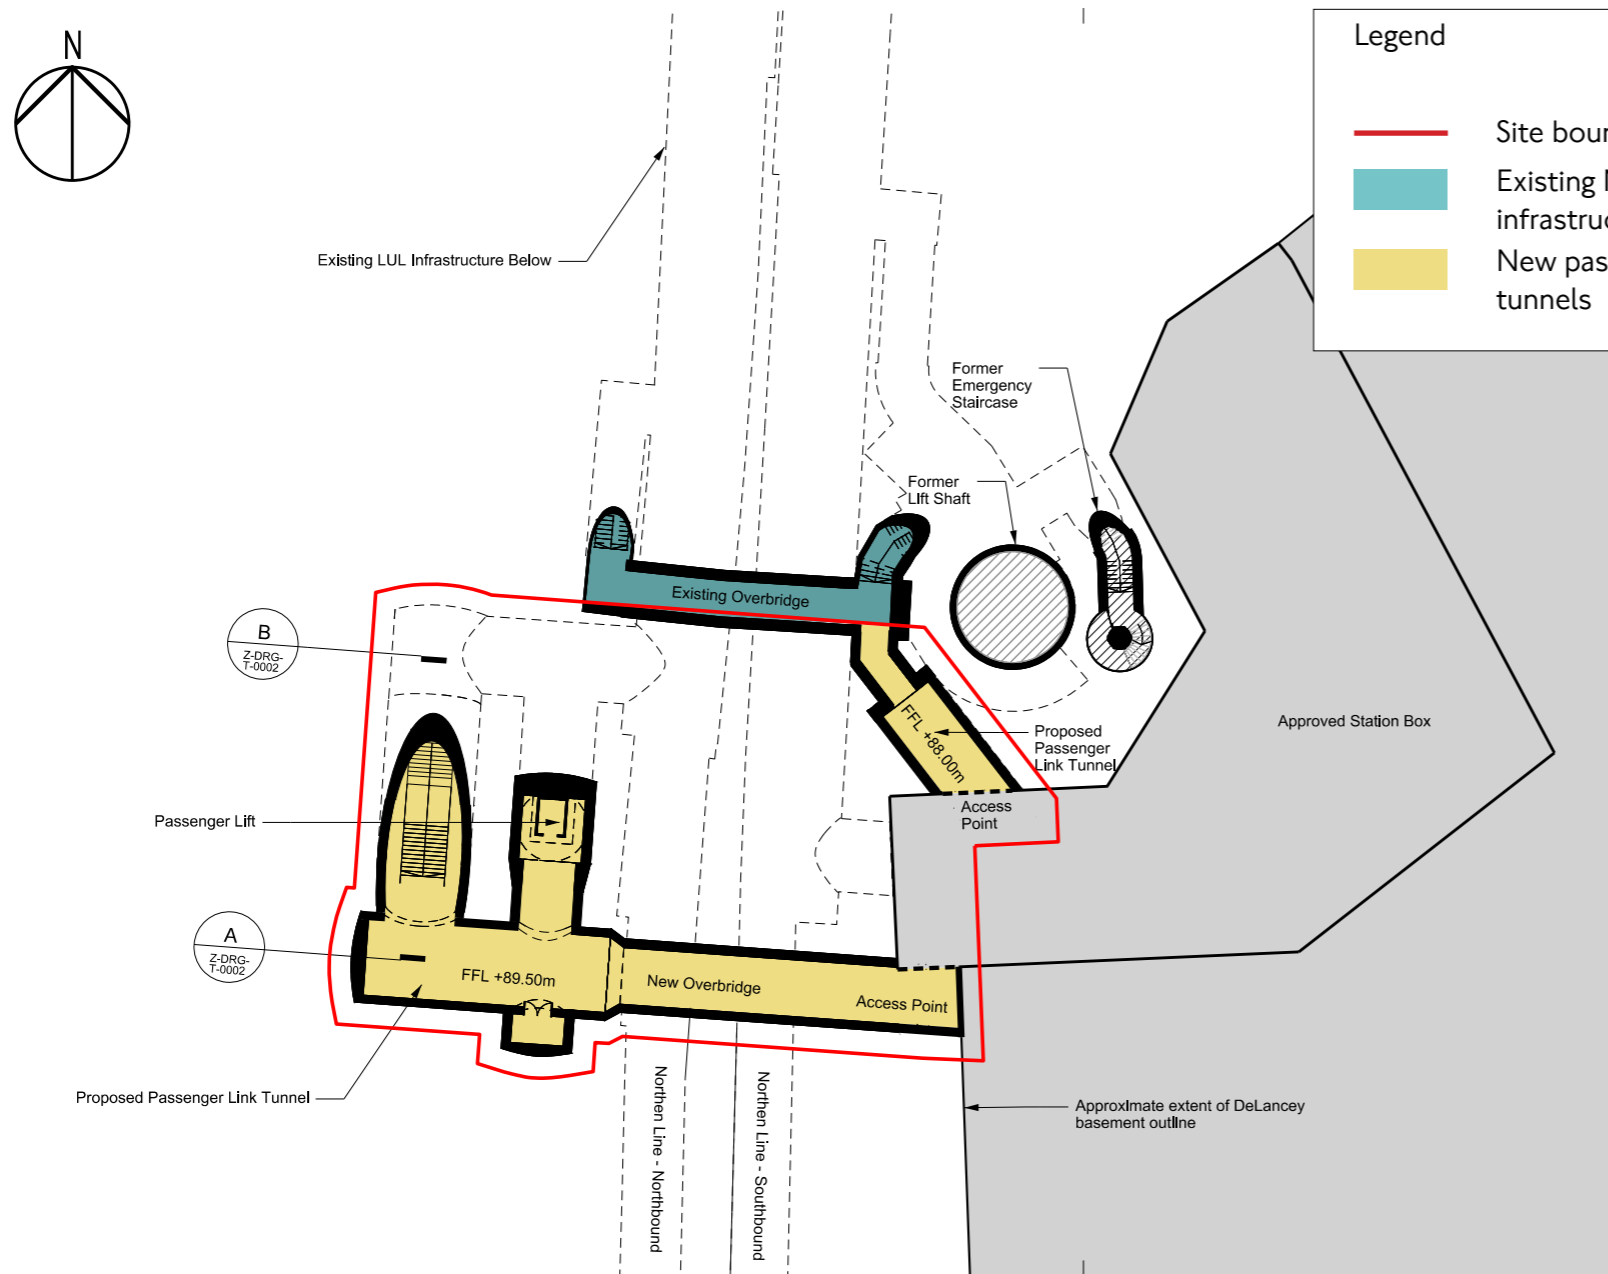 N
Legend
Site boun
Existing N
infrastruc
New pas
tunnels
Existing LUL Infrastructure Below
Former
Emergency
Staircase
Former
Lift Shaft
Existing Overbridge
B
Z-DRG-
T-0002
FFL +88.00m
Proposed
Passenger
Link Tunnel
Approved Station Box
Access
Point
Passenger Lift
A
Z-DRG-
T-0002
FFL +89.50m
New Overbridge
Access Point
Proposed Passenger Link Tunnel
Northen Line - Northbound
Northen Line - Southbound
Approximate extent of DeLancey
basement outline